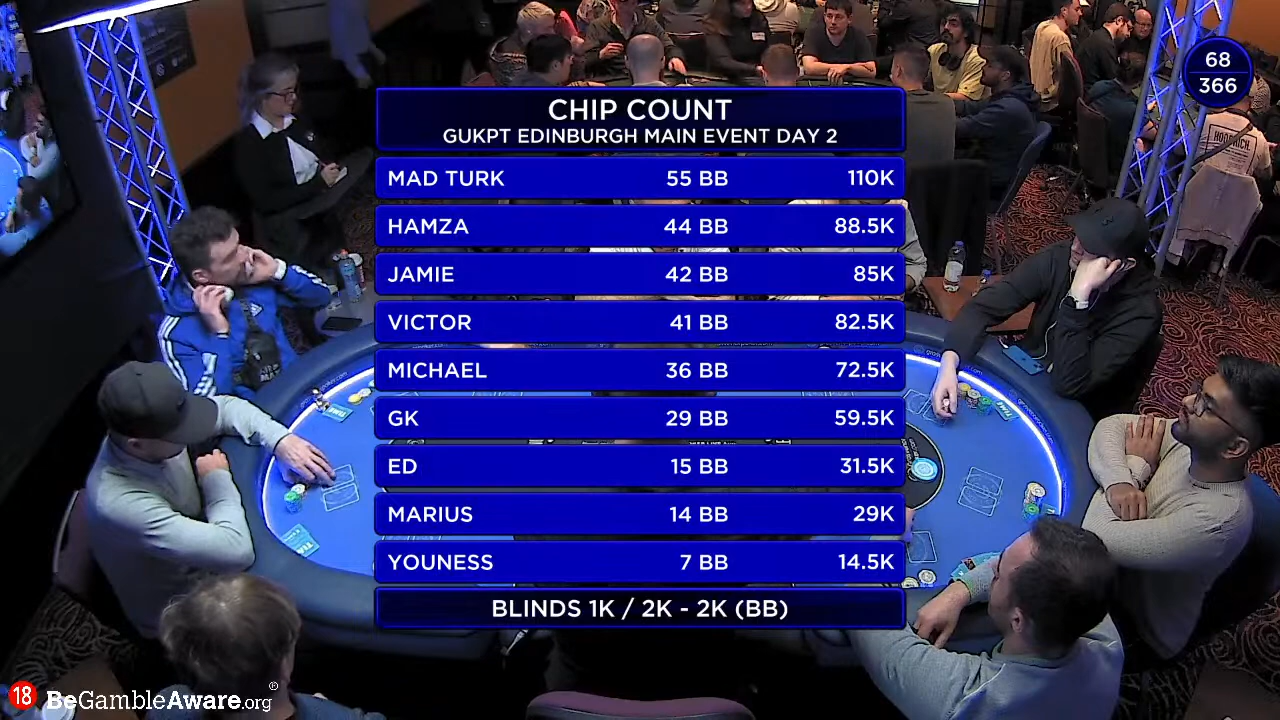 68
366
CHIP COUNT
GUKPT EDINBURGH MAIN EVENT DAY 2
MAD TURK 55 BB 110K
HAMZA 44 BB 88.5K
JAMIE 42 BB 85K
VICTOR 41 BB 82.5K
MICHAEL 36 BB 72.5K
GK 29 BB 59.5K
ED 15 BB 31.5K
MARIUS 14 BB 29K
YOUNESS 7 BB 14.5K
BLINDS 1K / 2K - 2K (BB)
18 BeGambleAware.org®